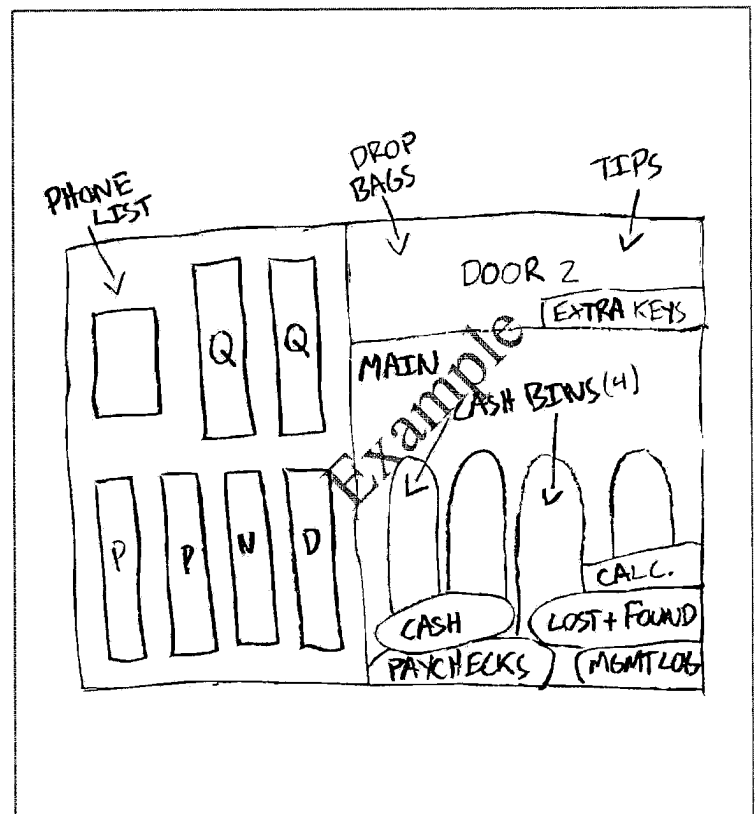 PHONE
LIST
DROP
BAGS
TIPS
DOOR 2
EXTRA KEYS
Q
Q
MAIN
CASH BINS (4)
Example
P
P
N
D
CALC.
CASH
LOST + FOUND
PAYCHECKS
MGMT LOG